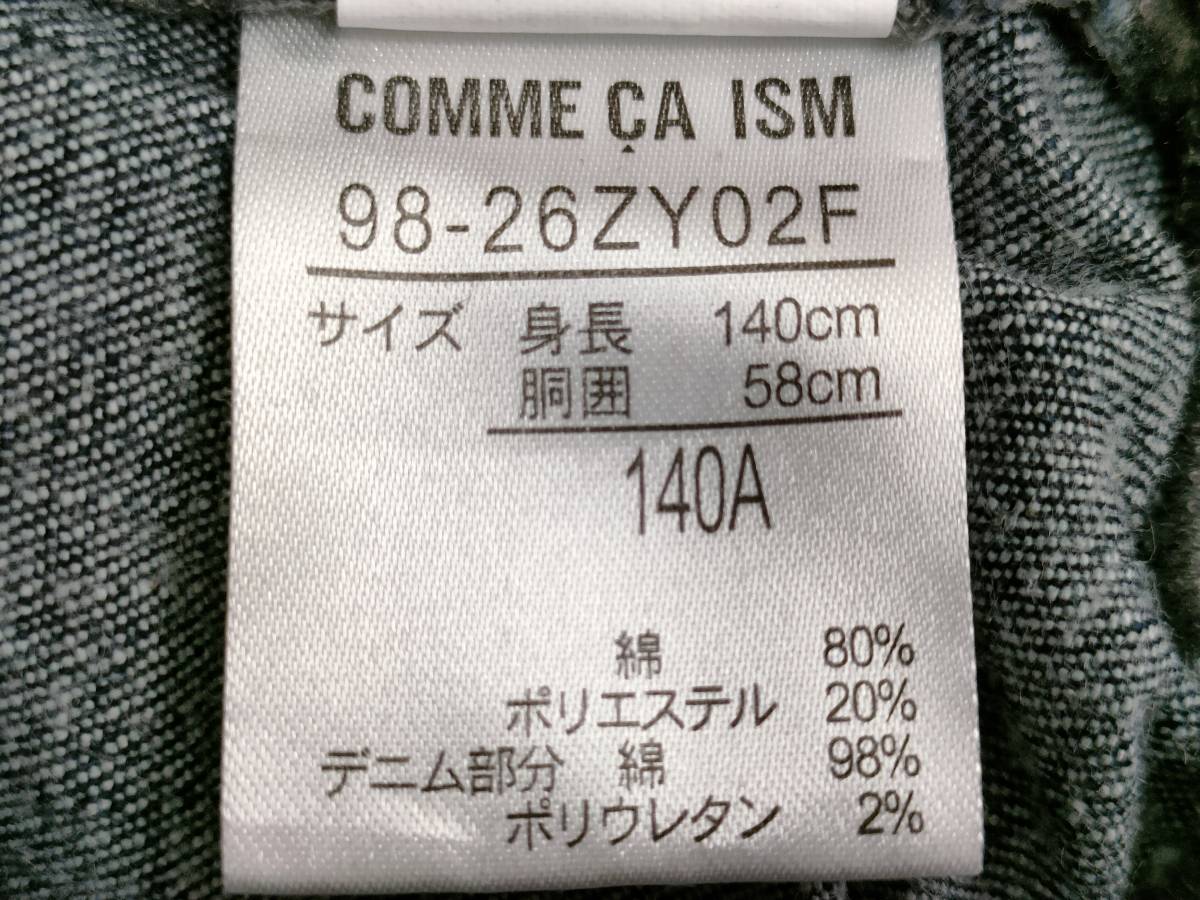 COMME ÇA ISM
98-26ZY02F
サイズ 身長 140cm
胴囲 58cm
140A
綿 80%
ポリエステル 20%
デニム部分 綿 98%
ポリウレタン 2%